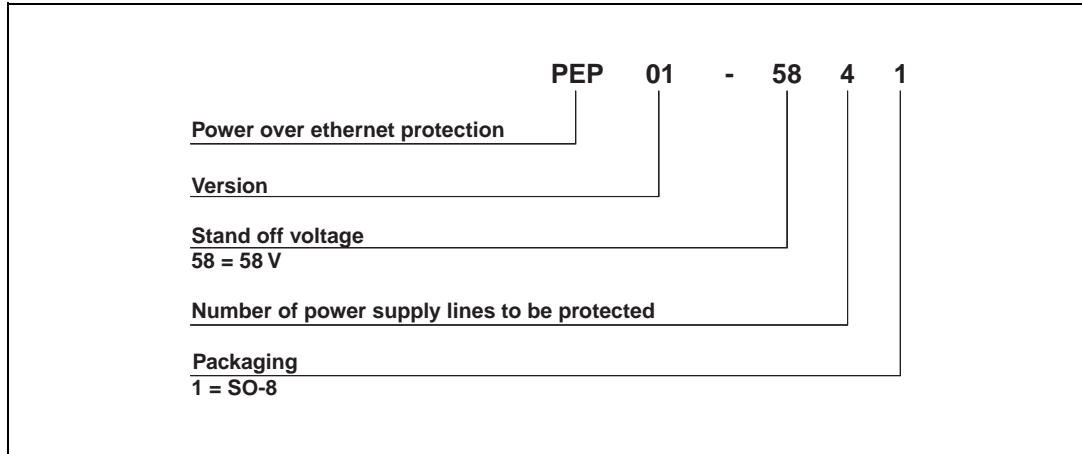 PEP 01 - 58 4 1
Power over ethernet protection
Version
Stand off voltage
58 = 58 V
Number of power supply lines to be protected
Packaging
1 = SO-8